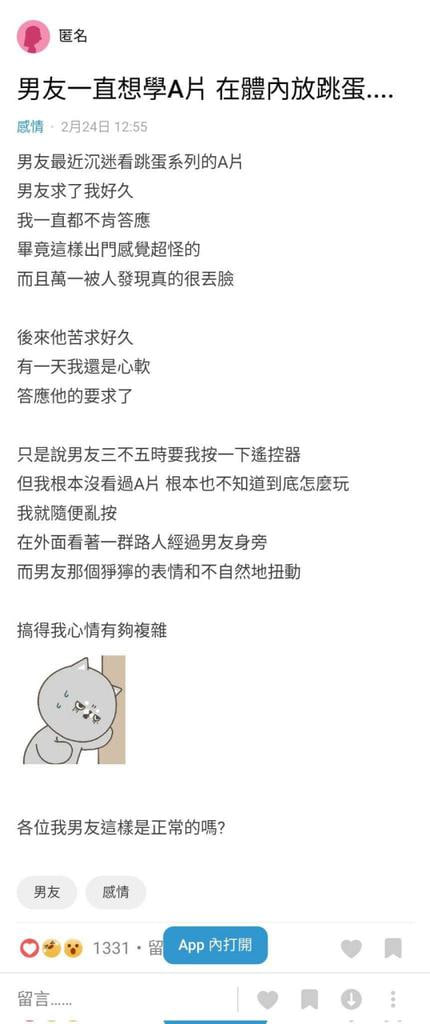 匿名
男友一直想學A片 在體內放跳蛋....
感情 · 2月24日 12:55
男友最近沉迷看跳蛋系列的A片
男友求了我好久
我一直都不肯答應
畢竟這樣出門感覺超怪的
而且萬一被人發現真的很丟臉
後來他苦求好久
有一天我還是心軟
答應他的要求了
只是說男友三不五時要我按一下遙控器
但我根本沒看過A片 根本也不知道到底怎麼玩
我就隨便亂按
在外面看著一群路人經過男友身旁
而男友那個猙獰的表情和不自然地扭動
搞得我心情有夠複雜
各位我男友這樣是正常的嗎?
男友
感情
1331 · 留
App 內打開
留言......